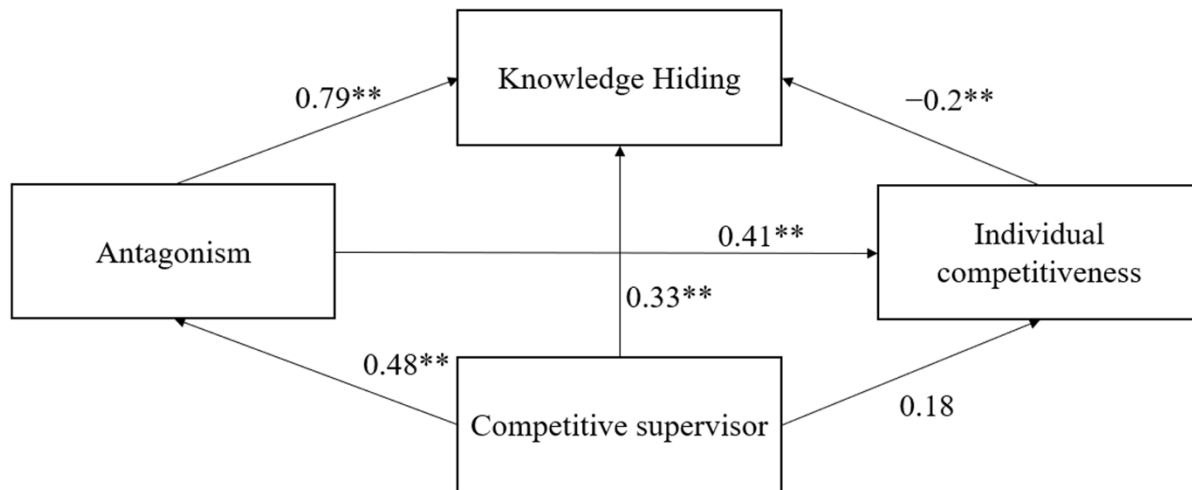 Knowledge Hiding
0.79**
−0.2**
Antagonism
0.41**
Individual
competitiveness
0.33**
0.48**
0.18
Competitive supervisor